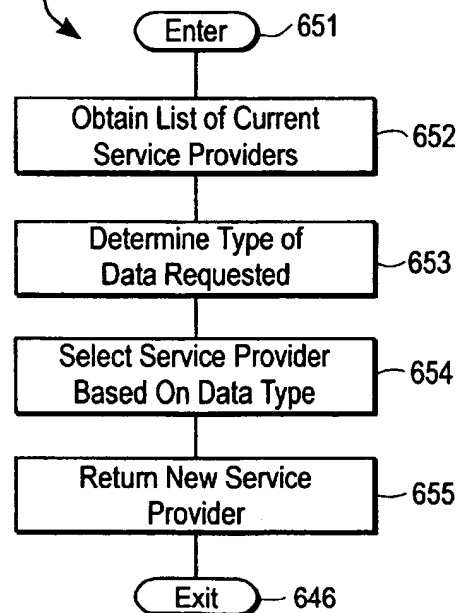 Enter 651
Obtain List of Current
Service Providers
652
Determine Type of
Data Requested
653
Select Service Provider
Based On Data Type
654
Return New Service
Provider
655
Exit 646